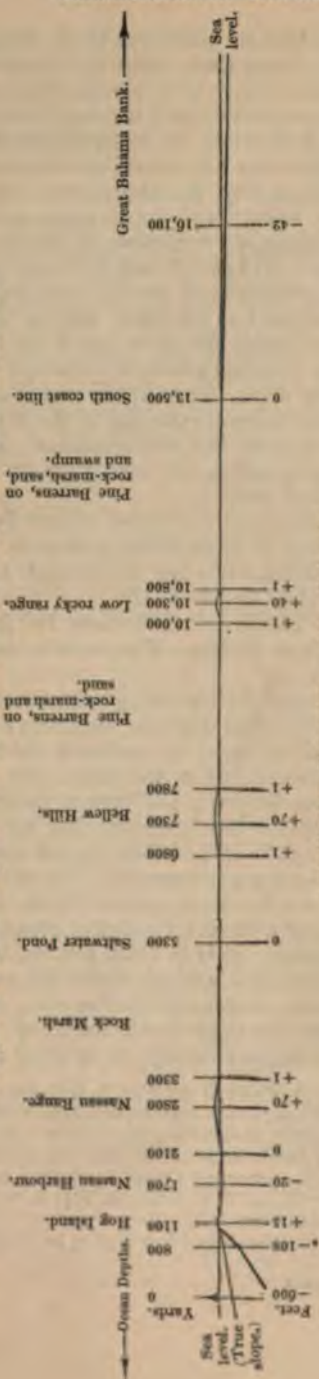 Ocean Depths.
Yards.
0
Sea
level.
(True
slope.)
Feet.
—600
800
—108*
Hog Island.
1100
+15
Nassau Harbour.
1700
—20
2100
0
Nassau Range.
2800
+70
3300
+1
Rock Marsh.
Saltwater Pond.
5300
0
6800
+1
Bellew Hills.
7300
+70
7800
+1
Pine Barrens, on
rock-marsh and
sand.
10,000
+1
Low rocky range.
10,300
+40
10,800
+1
Pine Barrens, on
rock-marsh, sand,
and swamp.
South coast line.
13,500
0
16,100
—42
Great Bahama Bank.
Sea
level.